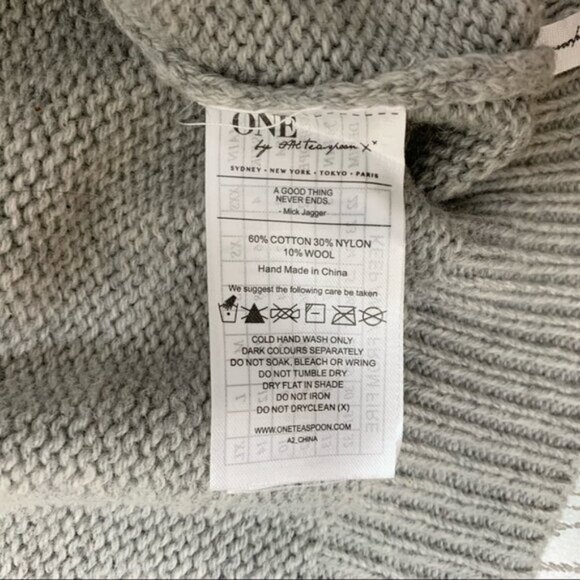 ONE
by One Teaspoon x
SYDNEY • NEW YORK • TOKYO • PARIS
A GOOD THING
NEVER ENDS.
- Mick Jagger
60% COTTON 30% NYLON
10% WOOL
Hand Made in China
We suggest the following care be taken
COLD HAND WASH ONLY
DARK COLOURS SEPARATELY
DO NOT SOAK, BLEACH OR WRING
DO NOT TUMBLE DRY
DRY FLAT IN SHADE
DO NOT IRON
DO NOT DRYCLEAN (X)
WWW.ONETEASPOON.COM
A2_CHINA